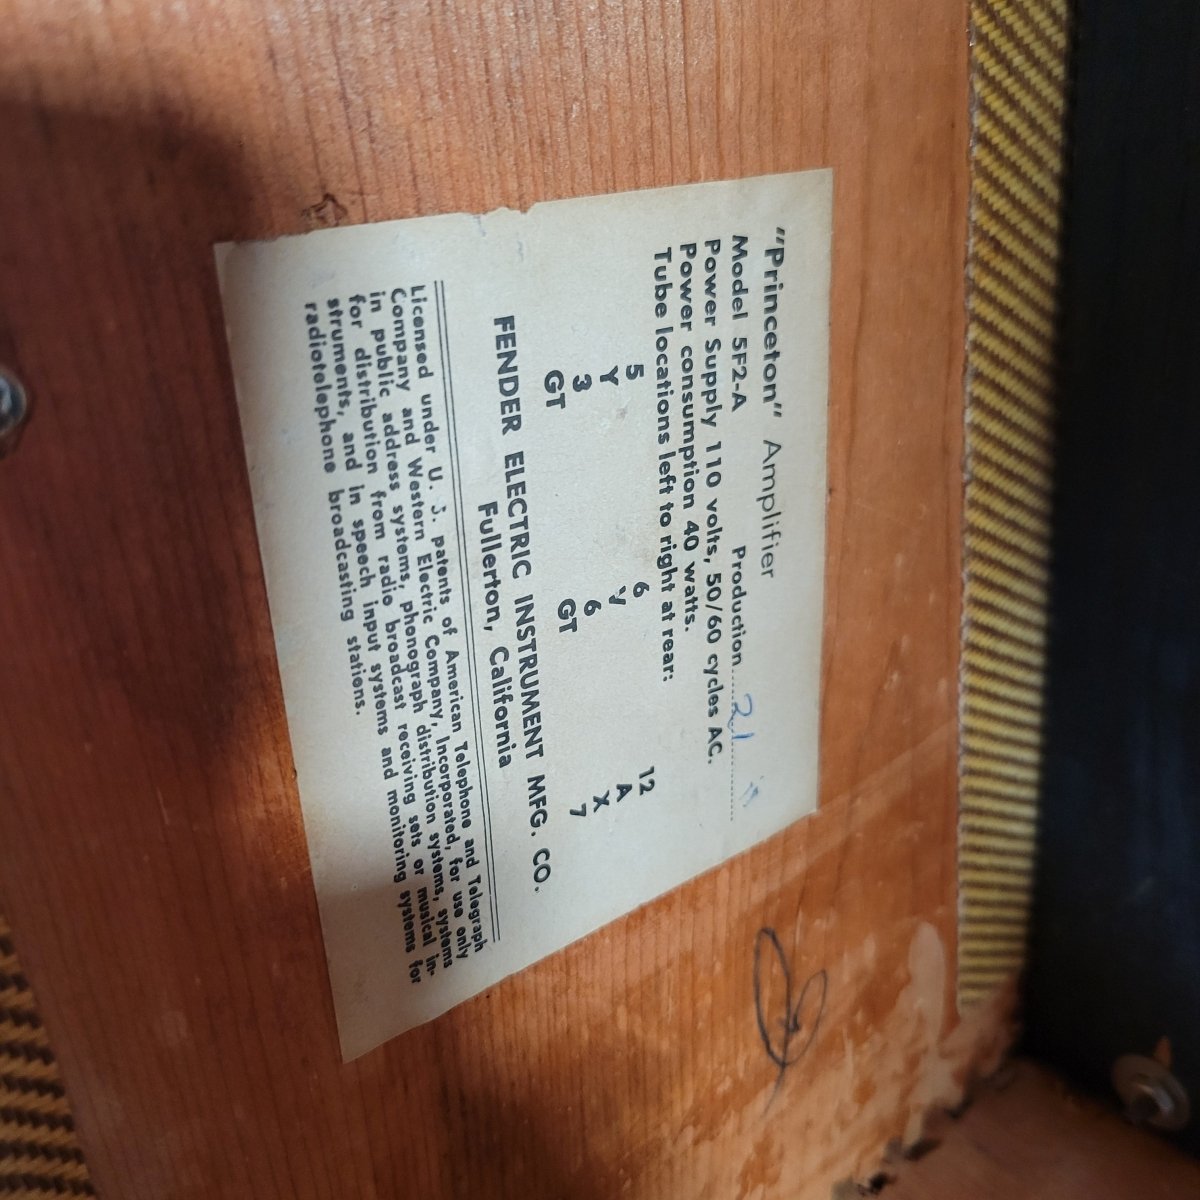 "Princeton" Amplifier
Model 5F2-A Production......21
Power Supply 110 volts, 50/60 cycles AC.
Power consumption 40 watts.
Tube locations left to right at rear:
5 6 12
Y V A
3 6 X
GT GT 7
FENDER ELECTRIC INSTRUMENT MFG. CO.
Fullerton, California
Licensed under U. S. patents of American Telephone and Telegraph
Company and Western Electric Company, Incorporated, for use only
in public address systems, phonograph distribution systems, systems
for distribution from radio broadcast receiving sets or musical in-
struments, and in speech input systems and monitoring systems for
radiotelephone broadcasting stations.